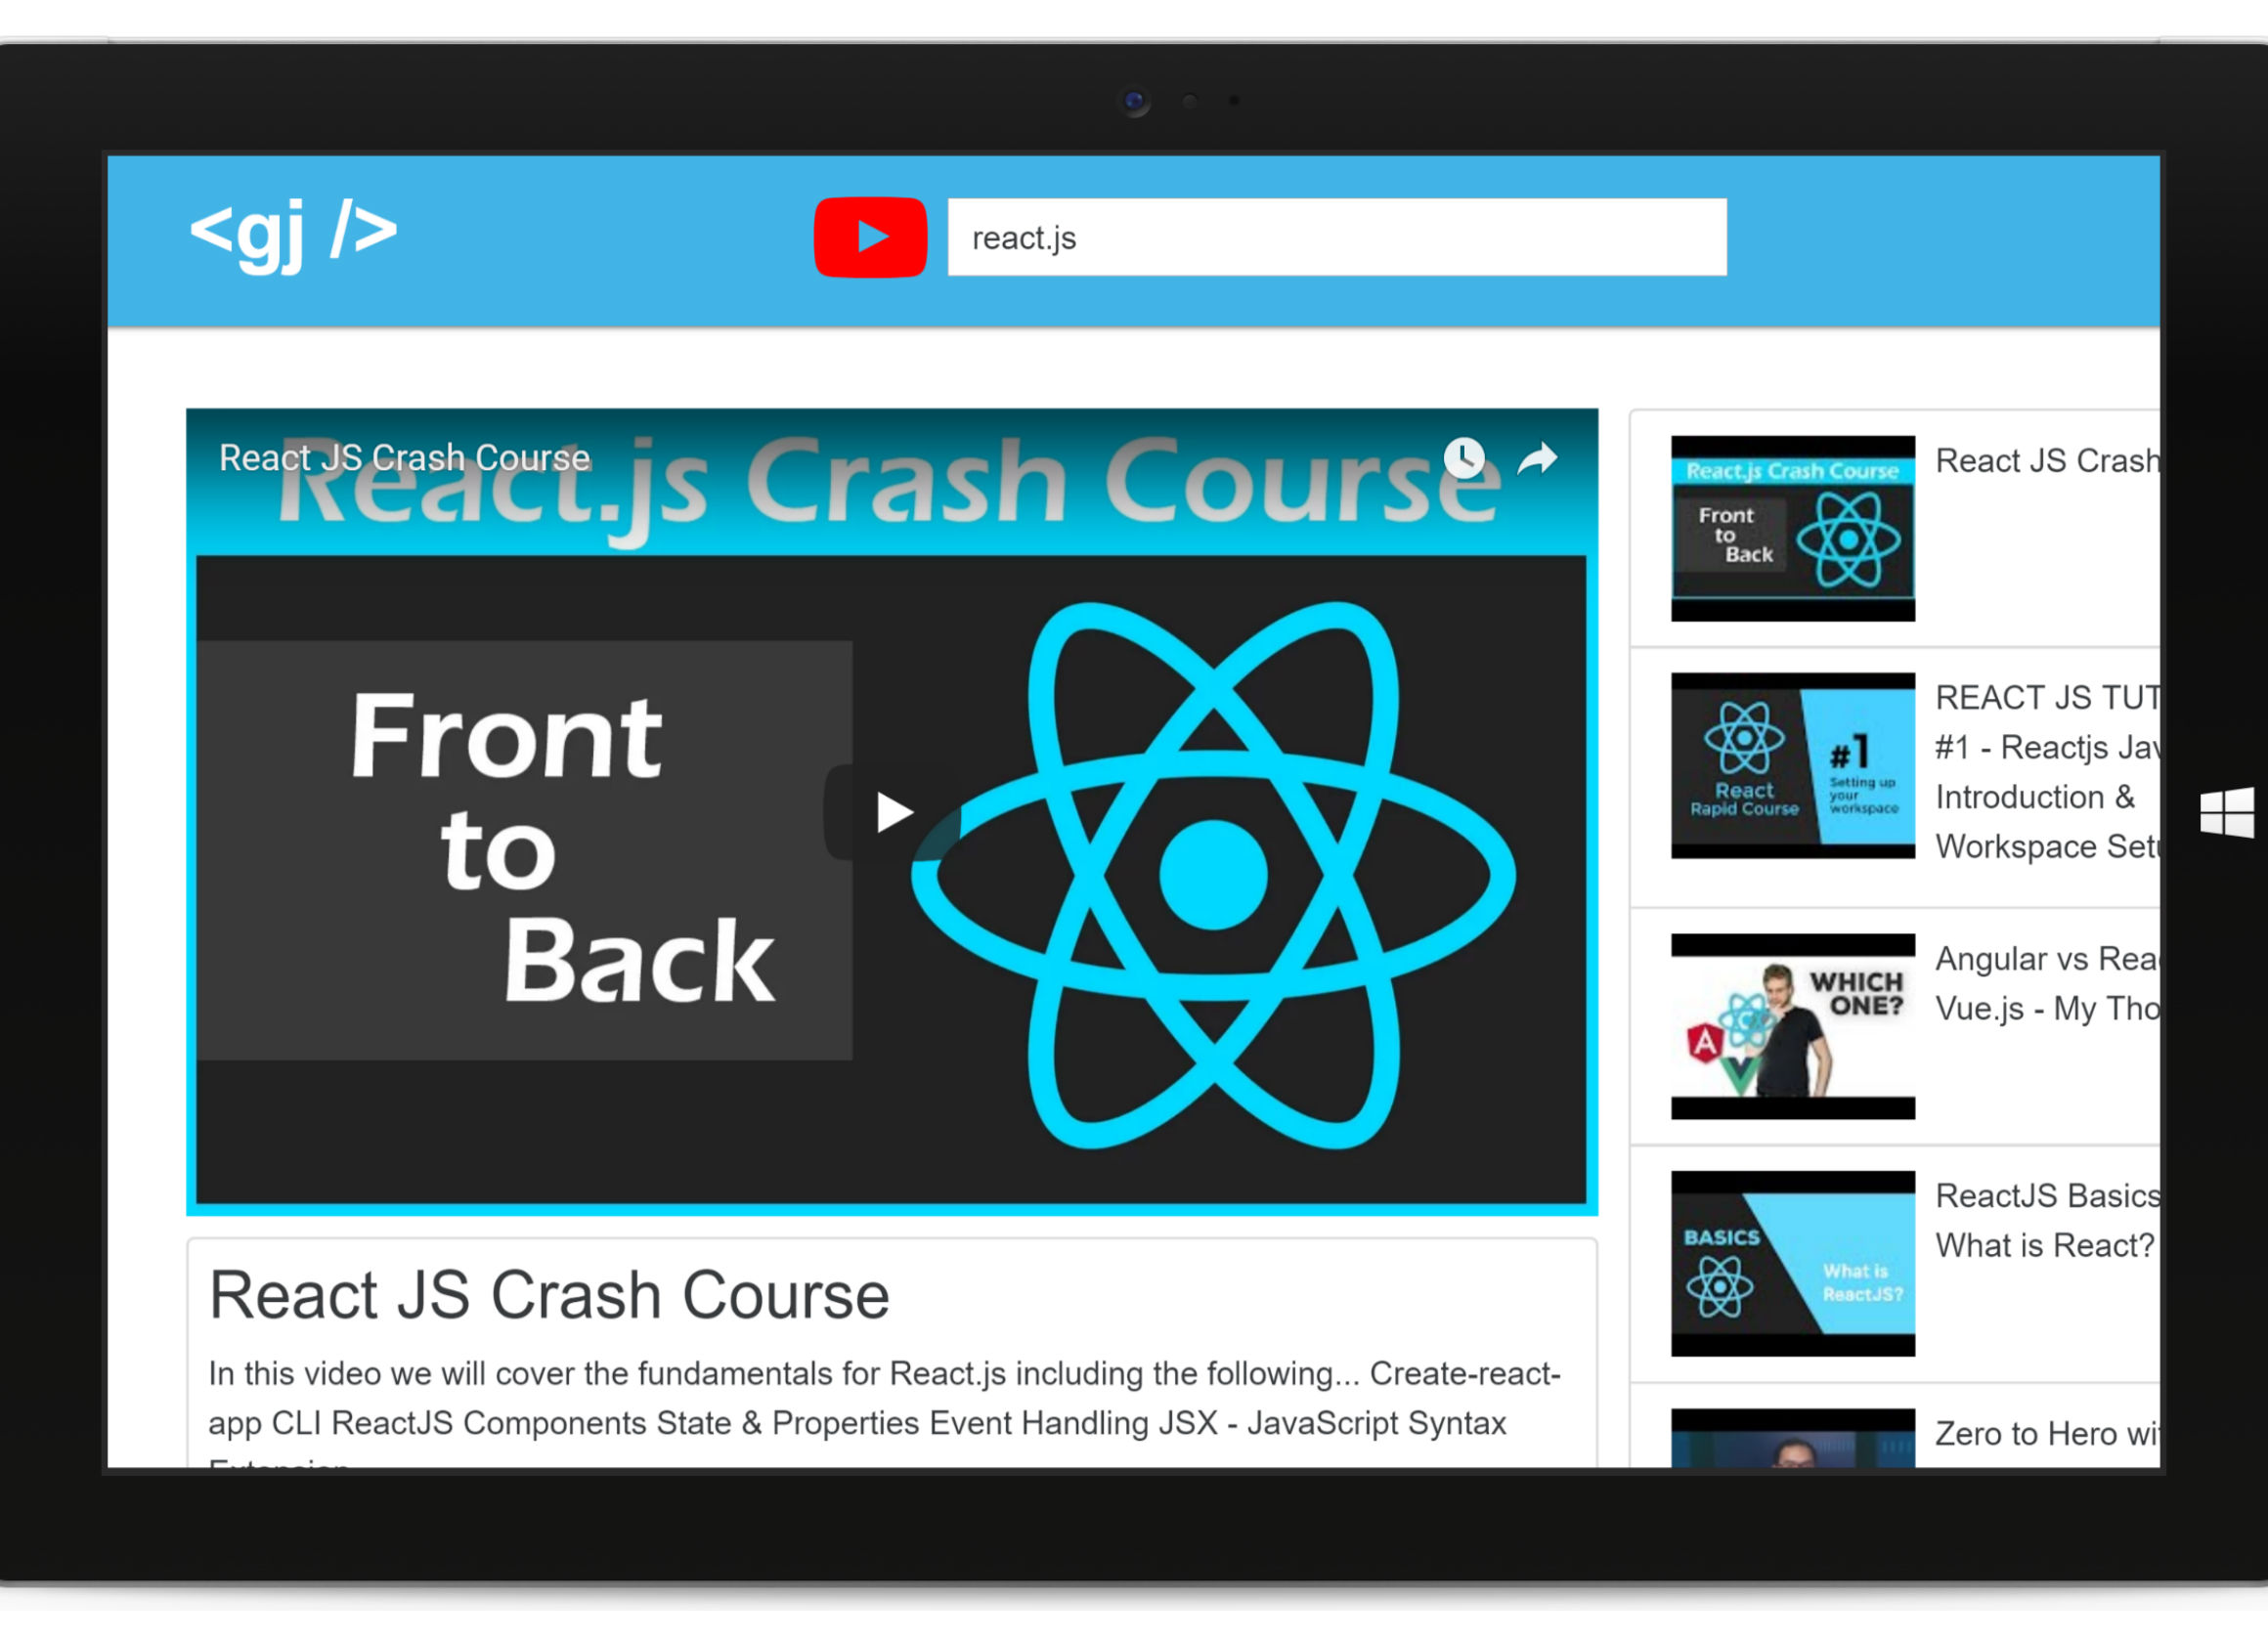 <gj />
react.js
React JS Crash Course
React.js Crash Course
Front
to
Back
React JS Crash Course
In this video we will cover the fundamentals for React.js including the following... Create-react-
app CLI ReactJS Components State & Properties Event Handling JSX - JavaScript Syntax
React.js Crash Course
Front
to
Back
React JS Crash
React
Rapid Course
#1
Setting up
your
workspace
REACT JS TUT
#1 - Reactjs Jav
Introduction &
Workspace Setu
WHICH
ONE?
A
Angular vs Rea
Vue.js - My Tho
BASICS
What is
ReactJS?
ReactJS Basics
What is React?
Zero to Hero wi